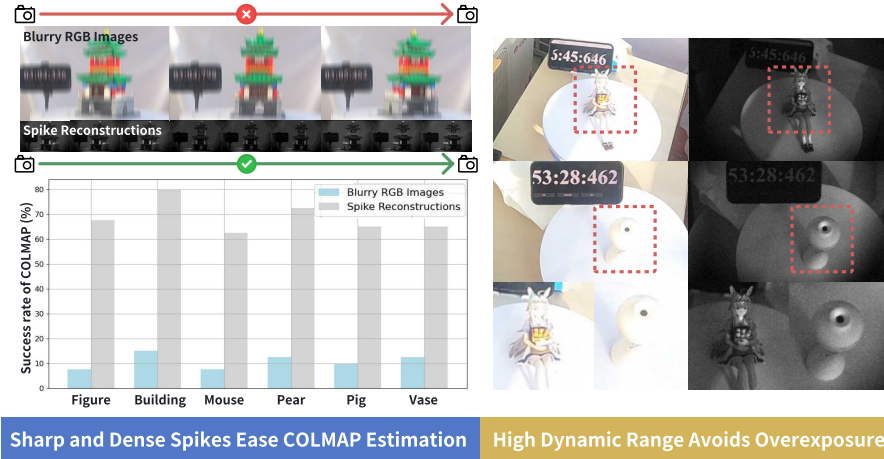 Blurry RGB Images
Spike Reconstructions
Success rate of COLMAP (%)
80
70
60
50
40
30
20
10
0
Blurry RGB Images
Spike Reconstructions
Figure Building Mouse Pear Pig Vase
5:45:646
5:45:646
53:28:462
53:28:462
Sharp and Dense Spikes Ease COLMAP Estimation
High Dynamic Range Avoids Overexposure